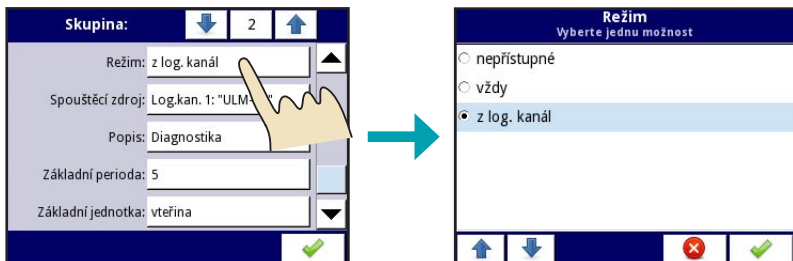 Skupina: 2
Režim: z log. kanál
Spouštěcí zdroj: Log.kan. 1: "ULM-
Popis: Diagnostika
Základní perioda: 5
Základní jednotka: vteřina
Režim
Vyberte jednu možnost
nepřístupné
vždy
z log. kanál